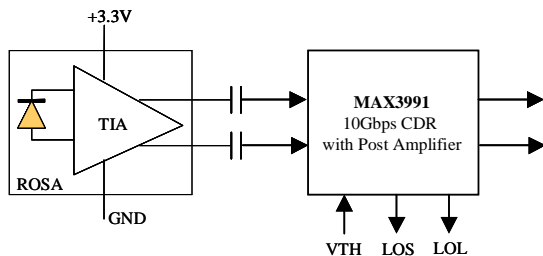 +3.3V
TIA
ROSA
GND
MAX3991
10Gbps CDR
with Post Amplifier
VTH
LOS
LOL